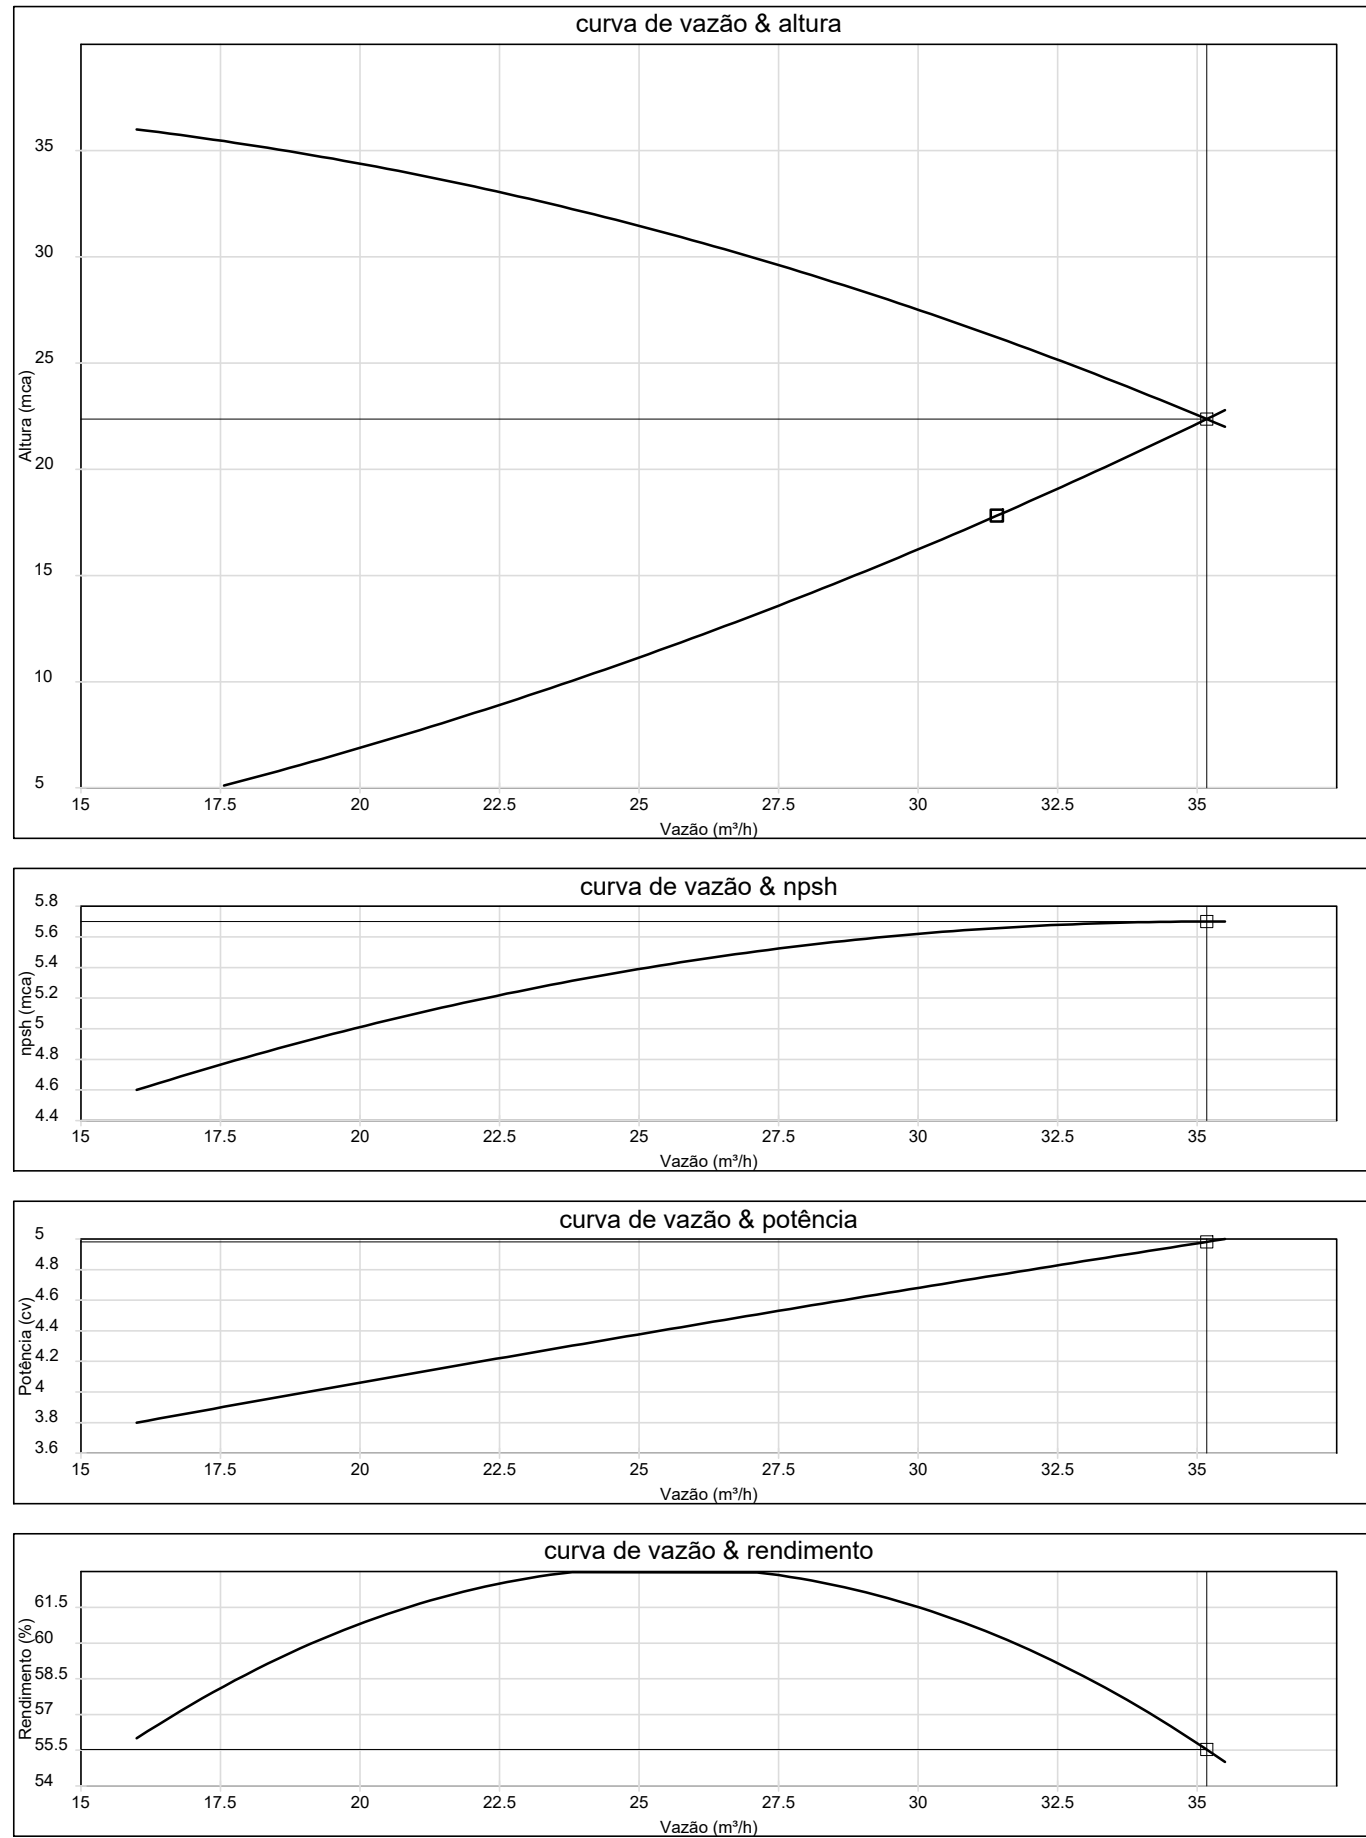 curva de vazão & altura
35
30
25
20
15
10
5
Altura (mca)
15 17.5 20 22.5 25 27.5 30 32.5 35
Vazão (m³/h)
curva de vazão & npsh
5.8
5.6
5.4
5.2
5
4.8
4.6
4.4
npsh (mca)
15 17.5 20 22.5 25 27.5 30 32.5 35
Vazão (m³/h)
curva de vazão & potência
5
4.8
4.6
4.4
4.2
4
3.8
3.6
Potência (cv)
15 17.5 20 22.5 25 27.5 30 32.5 35
Vazão (m³/h)
curva de vazão & rendimento
61.5
60
58.5
57
55.5
54
Rendimento (%)
15 17.5 20 22.5 25 27.5 30 32.5 35
Vazão (m³/h)